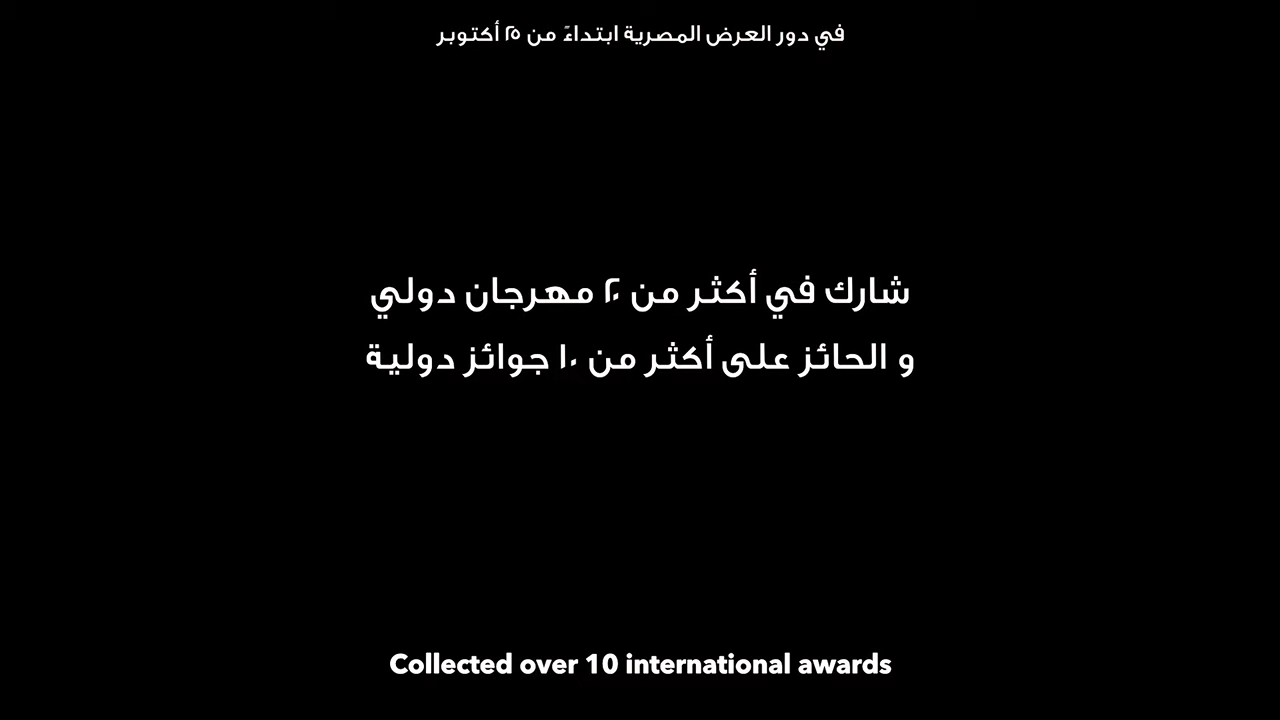 في دور العرض المصرية ابتداءً من ٢٥ أكتوبر
شارك في أكثر من ٢٠ مهرجان دولي
و الحائز على أكثر من ١٠ جوائز دولية
Collected over 10 international awards